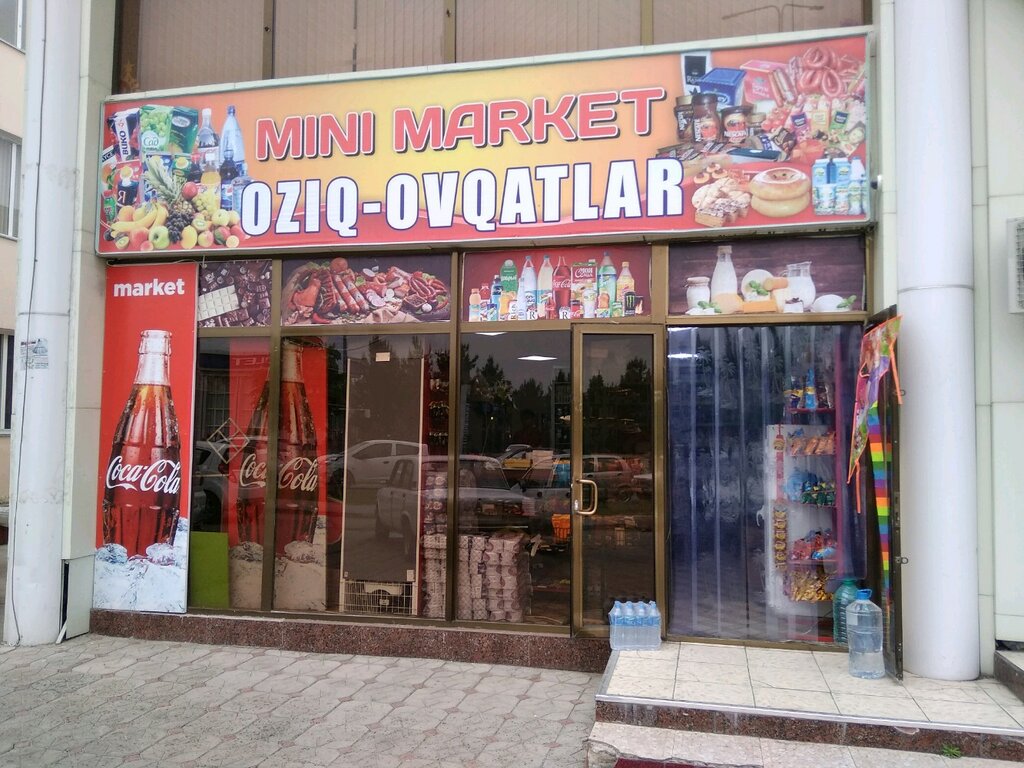 MINI MARKET
OZIQ-OVQATLAR
market
Coca-Cola
Coca-Cola